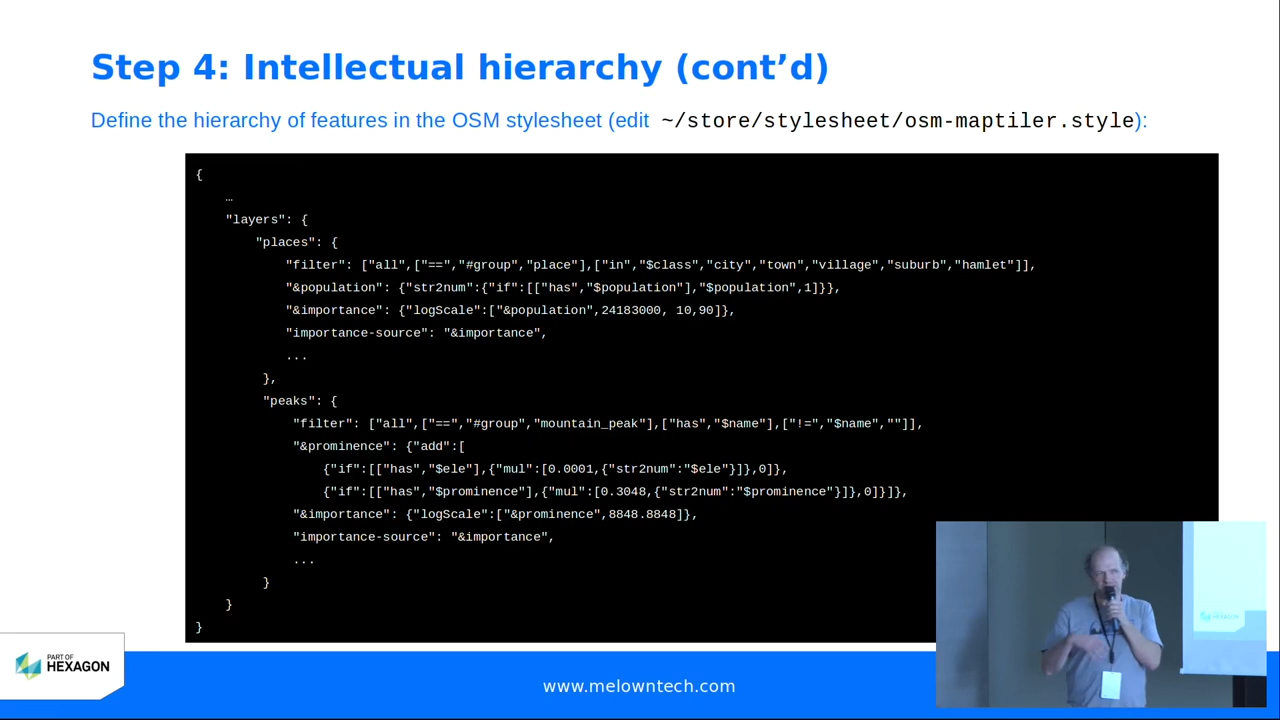 Step 4: Intellectual hierarchy (cont’d)
Define the hierarchy of features in the OSM stylesheet (edit ~/store/stylesheet/osm-maptiler.style):
{
…
"layers": {
"places": {
"filter": ["all",["==","#group","place"],["in","$class","city","town","village","suburb","hamlet"]],
"&population": {"str2num":{"if":[["has","$population"],"$population",1]}},
"&importance": {"logScale":["&population",24183000, 10,90]},
"importance-source": "&importance",
...
},
"peaks": {
"filter": ["all",["==","#group","mountain_peak"],["has","$name"],["!=","$name",""]],
"&prominence": {"add":[
{"if":[["has","$ele"],{"mul":[0.0001,{"str2num":"$ele"}]},0]},
{"if":[["has","$prominence"],{"mul":[0.3048,{"str2num":"$prominence"}]},0]}]},
"&importance": {"logScale":["&prominence",8848.8848]},
"importance-source": "&importance",
...
}
}
}
PART OF
HEXAGON
www.melowntech.com
HEXAGON